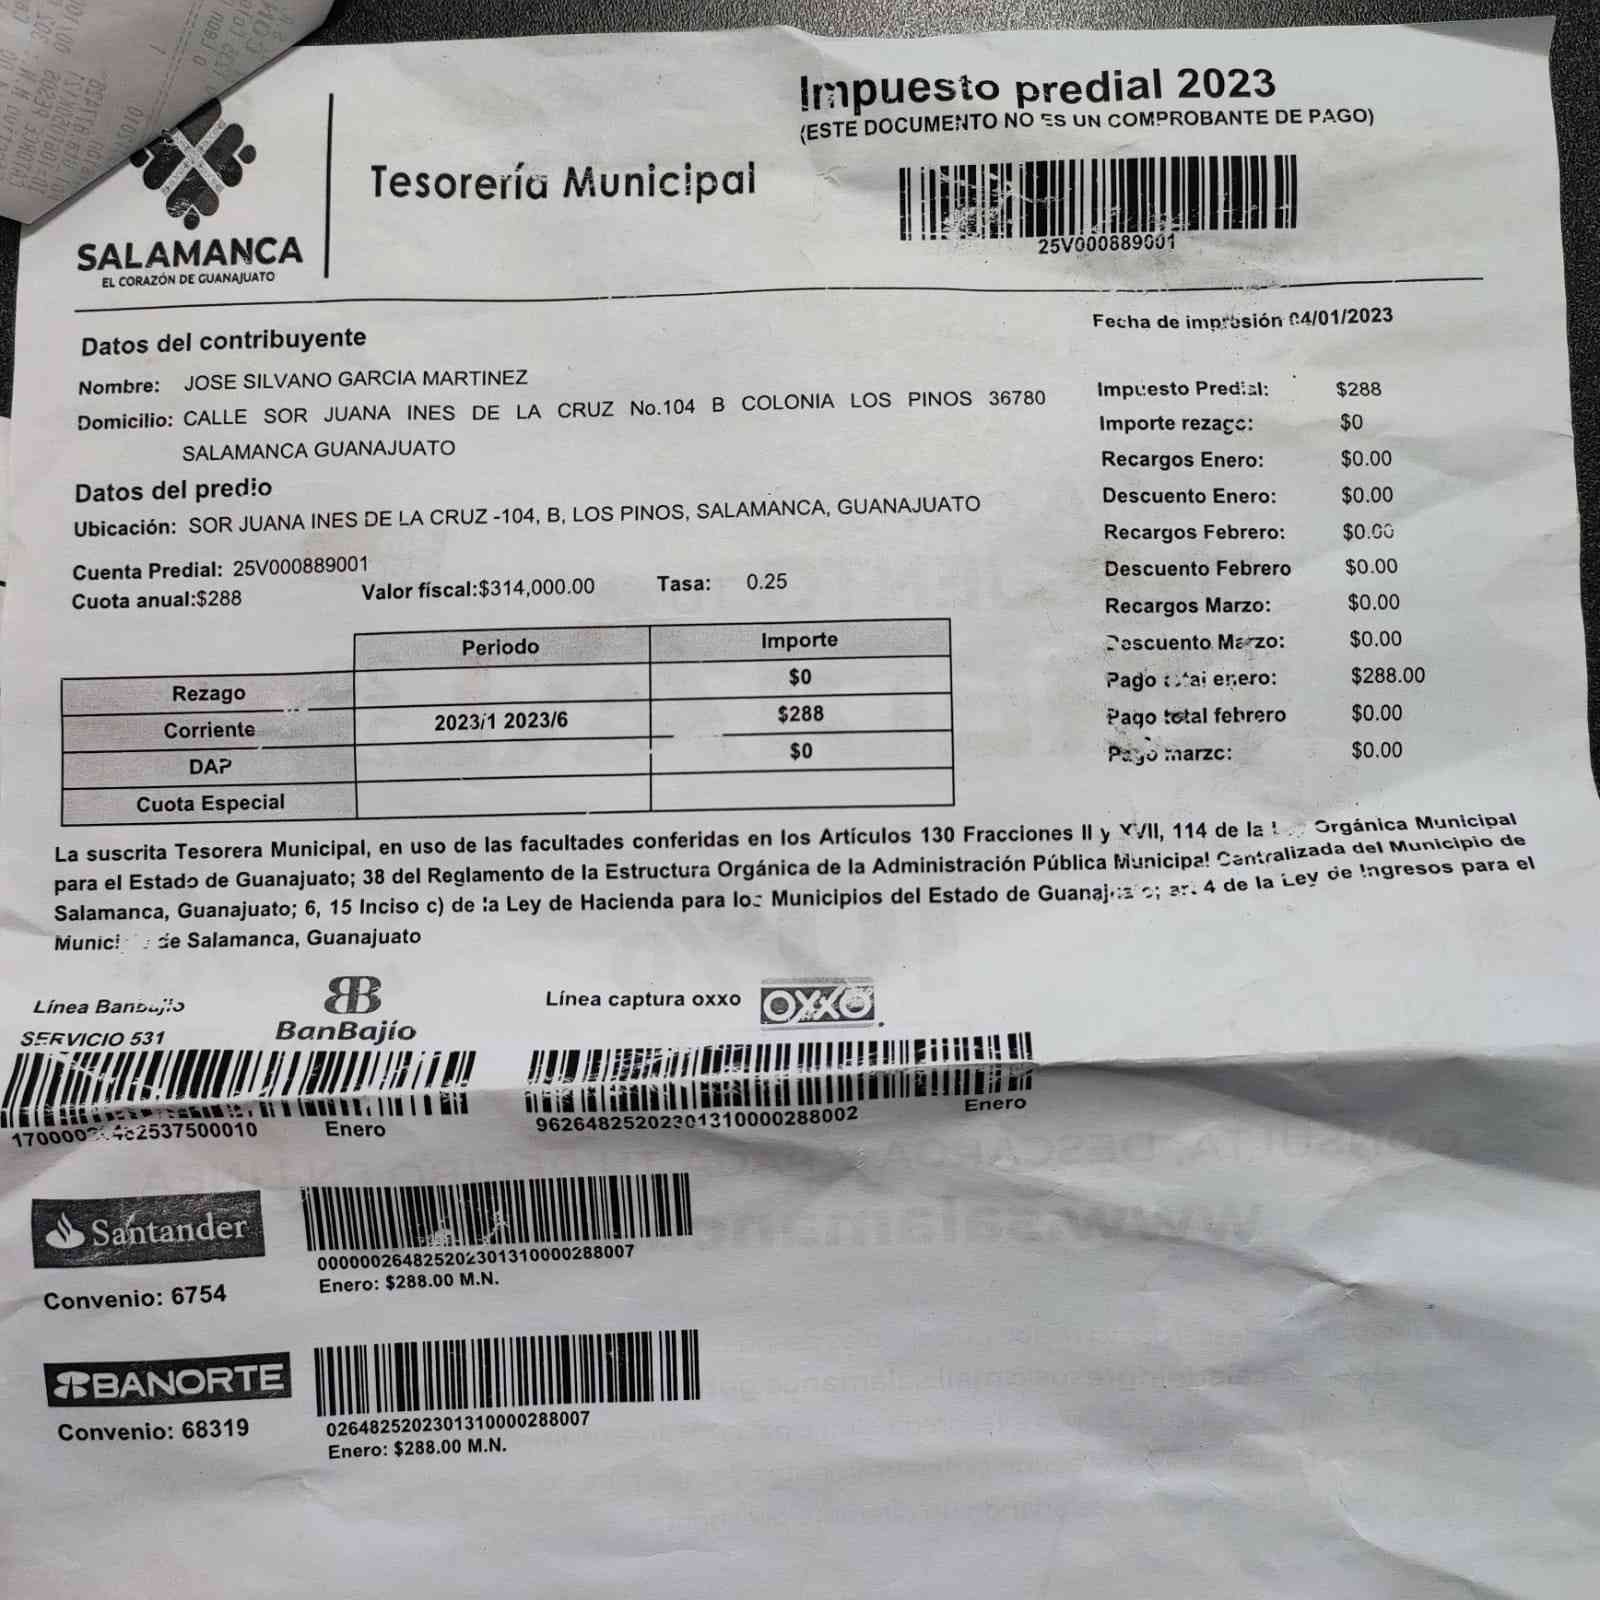 Impuesto predial 2023
(ESTE DOCUMENTO NO ES UN COMPROBANTE DE PAGO)
Tesorería Municipal
25V000889001
SALAMANCA
EL CORAZÓN DE GUANAJUATO
Fecha de impresión 04/01/2023
Datos del contribuyente
Nombre: JOSE SILVANO GARCIA MARTINEZ
Domicilio: CALLE SOR JUANA INES DE LA CRUZ No.104 B COLONIA LOS PINOS 36780
SALAMANCA GUANAJUATO
Datos del predio
Ubicación: SOR JUANA INES DE LA CRUZ -104, B, LOS PINOS, SALAMANCA, GUANAJUATO
Cuenta Predial: 25V000889001
Cuota anual:$288 Valor físcal:$314,000.00 Tasa: 0.25
Impuesto Predial: $288
Importe rezago: $0
Recargos Enero: $0.00
Descuento Enero: $0.00
Recargos Febrero: $0.00
Descuento Febrero $0.00
Recargos Marzo: $0.00
Descuento Marzo: $0.00
Pago total enero: $288.00
Pago total febrero $0.00
Pago marzo: $0.00
Periodo Importe
Rezago $0
Corriente 2023/1 2023/6 $288
DAP $0
Cuota Especial
La suscrita Tesorera Municipal, en uso de las facultades conferidas en los Artículos 130 Fracciones II y XVII, 114 de la Orgánica Municipal
para el Estado de Guanajuato; 38 del Reglamento de la Estructura Orgánica de la Administración Pública Municipal Centralizada del Municipio de
Salamanca, Guanajuato; 6, 15 Inciso c) de la Ley de Hacienda para los Municipios del Estado de Guanajuato; art. 4 de la Ley de Ingresos para el
de Salamanca, Guanajuato
Línea Banbajío
SERVICIO 531
BanBajío
Línea captura oxxo
OXXO
Enero
96264825202301310000288002
Enero
Santander
Convenio: 6754
0000002648252023013​10000288007
Enero: $288.00 M.N.
BANORTE
Convenio: 68319
0264825202301310000288007
Enero: $288.00 M.N.